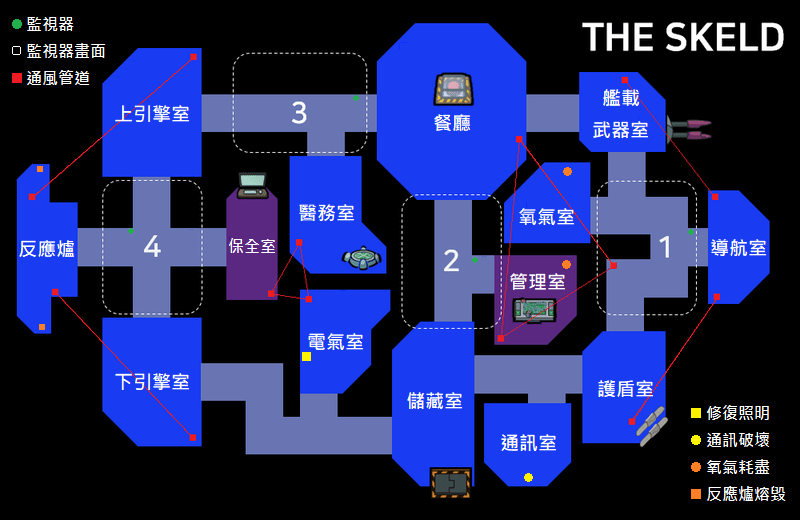 監視器
監視器畫面
通風管道
THE SKELD
上引擎室
3
餐廳
艦載
武器室
反應爐
4
保全室
醫務室
2
氧氣室
管理室
1
導航室
電氣室
下引擎室
儲藏室
通訊室
護盾室
修復照明
通訊破壞
氧氣耗盡
反應爐熔毀